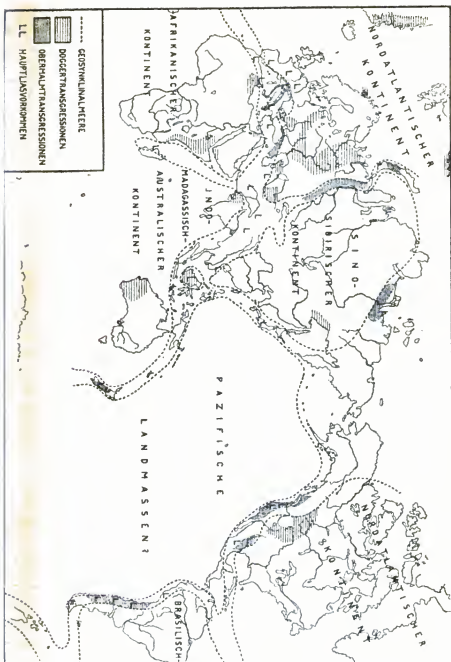 NORDATLANTISCHER
KONTINENT
AFRIKANISCHER
KONTINENT
SINO-
SIBIRISCHER
KONTINENT
INDO-
MADAGASSISCH-
AUSTRALISCHER
KONTINENT
PAZIFISCHE
LANDMASSEN?
NORDATLANTISCHER
KONTINENT
BRASILISCH-
GEOSYNKLINALMEERE
DOGGERTRANSGRESSIONEN
OBERMALMTRANSGRESSIONEN
LL HAUPTLIASVORKOMMEN